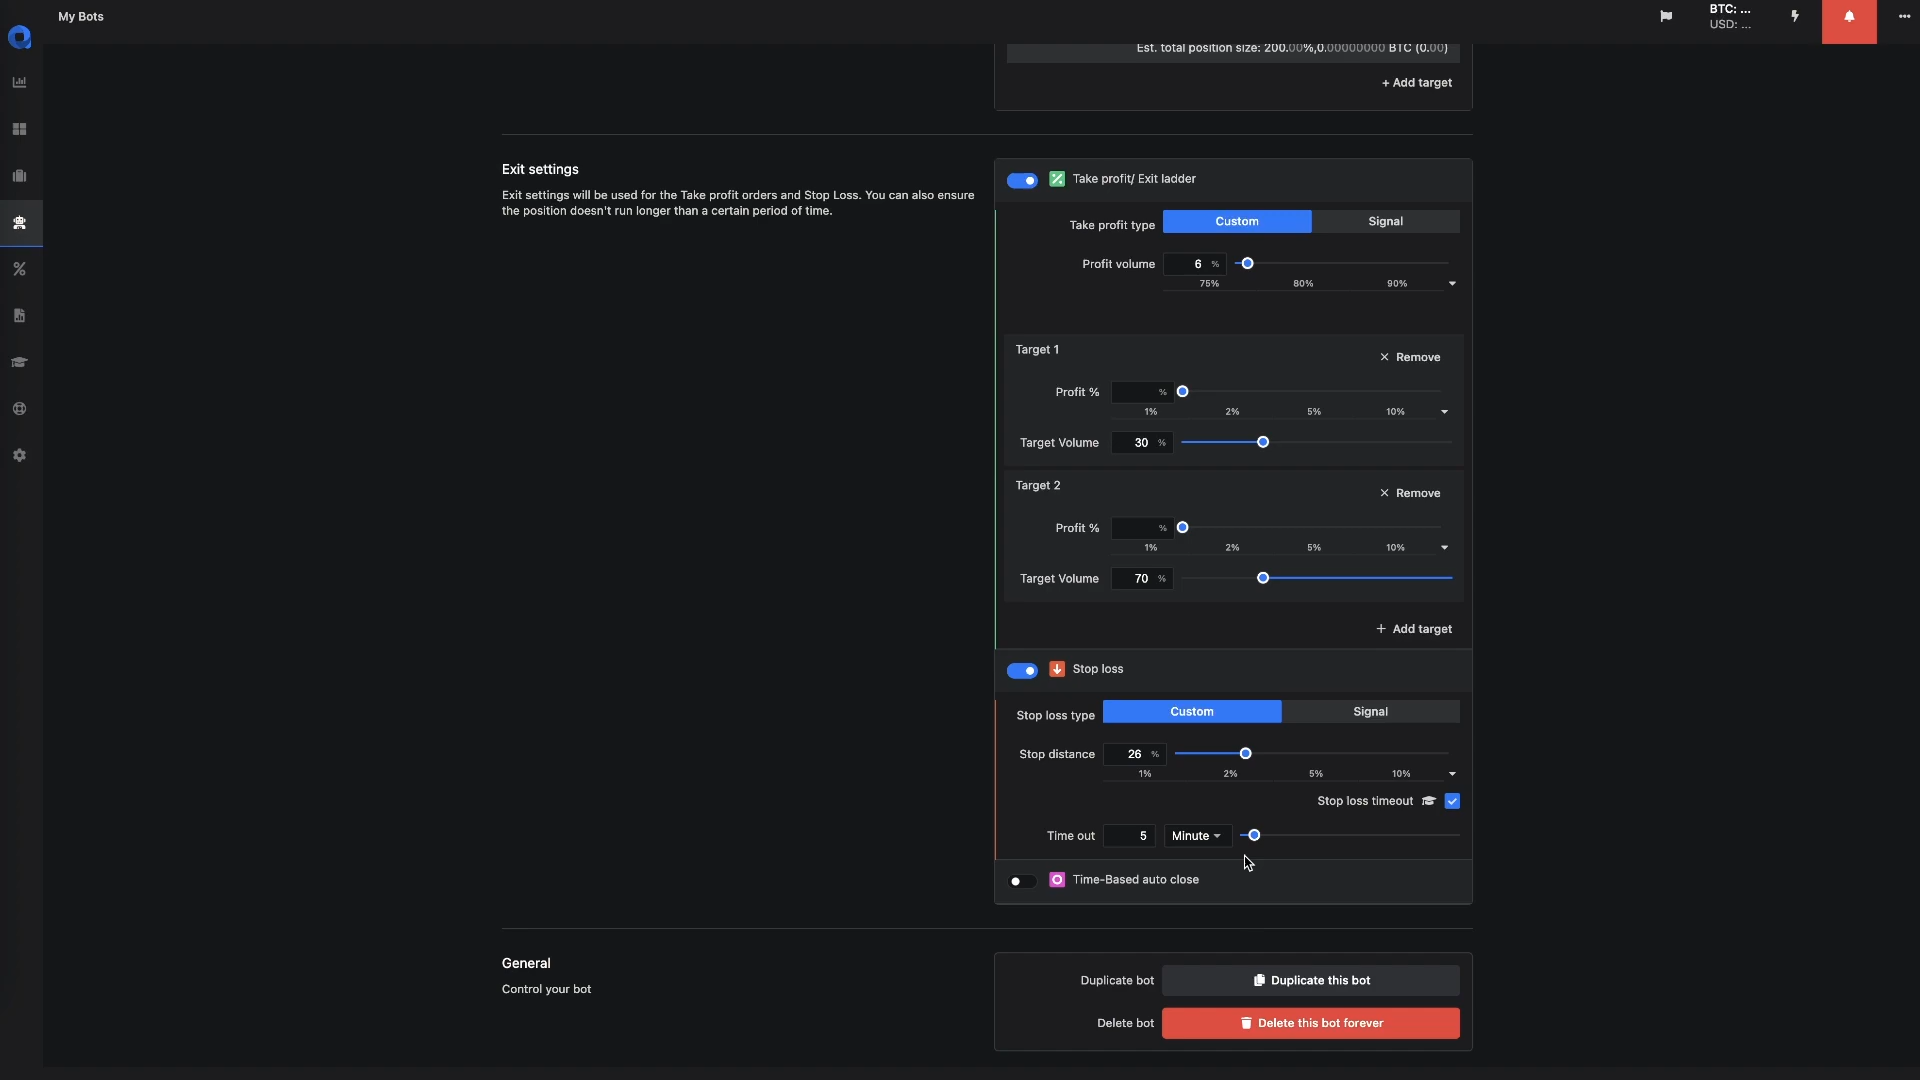 My Bots
BTC: ...
USD: ...
Est. total position size: 200.00%,0.00000000 BTC (0.00)
+ Add target
Exit settings
Exit settings will be used for the Take profit orders and Stop Loss. You can also ensure
the position doesn't run longer than a certain period of time.
Take profit/ Exit ladder
Take profit type Custom Signal
Profit volume 6 %
75% 80% 90%
Target 1
× Remove
Profit % %
1% 2% 5% 10%
Target Volume 30 %
Target 2
× Remove
Profit % %
1% 2% 5% 10%
Target Volume 70 %
+ Add target
Stop loss
Stop loss type Custom Signal
Stop distance 26 %
1% 2% 5% 10%
Stop loss timeout
Time out 5 Minute
Time-Based auto close
General
Control your bot
Duplicate bot Duplicate this bot
Delete bot Delete this bot forever